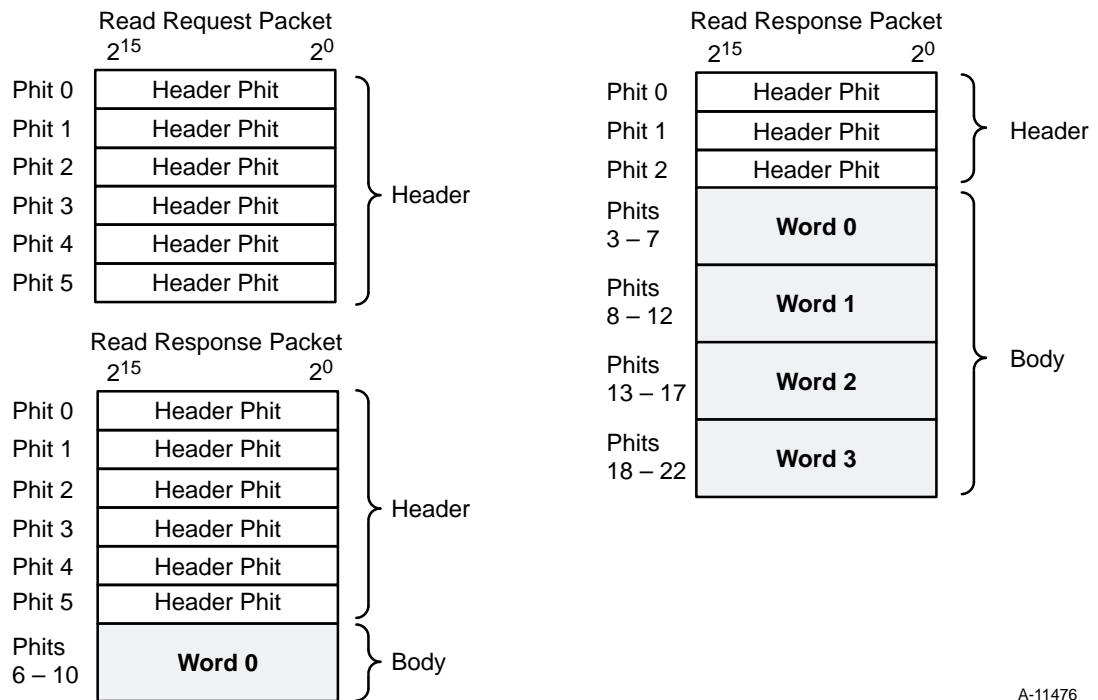 Read Request Packet
2^15 2^0
Phit 0 Header Phit
Phit 1 Header Phit
Phit 2 Header Phit
Phit 3 Header Phit
Phit 4 Header Phit
Phit 5 Header Phit
Header
Read Response Packet
2^15 2^0
Phit 0 Header Phit
Phit 1 Header Phit
Phit 2 Header Phit
Phit 3 Header Phit
Phit 4 Header Phit
Phit 5 Header Phit
Header
Phits
6 – 10
Word 0
Body
Read Response Packet
2^15 2^0
Phit 0 Header Phit
Phit 1 Header Phit
Phit 2 Header Phit
Header
Phits
3 – 7
Word 0
Phits
8 – 12
Word 1
Phits
13 – 17
Word 2
Phits
18 – 22
Word 3
Body
A-11476